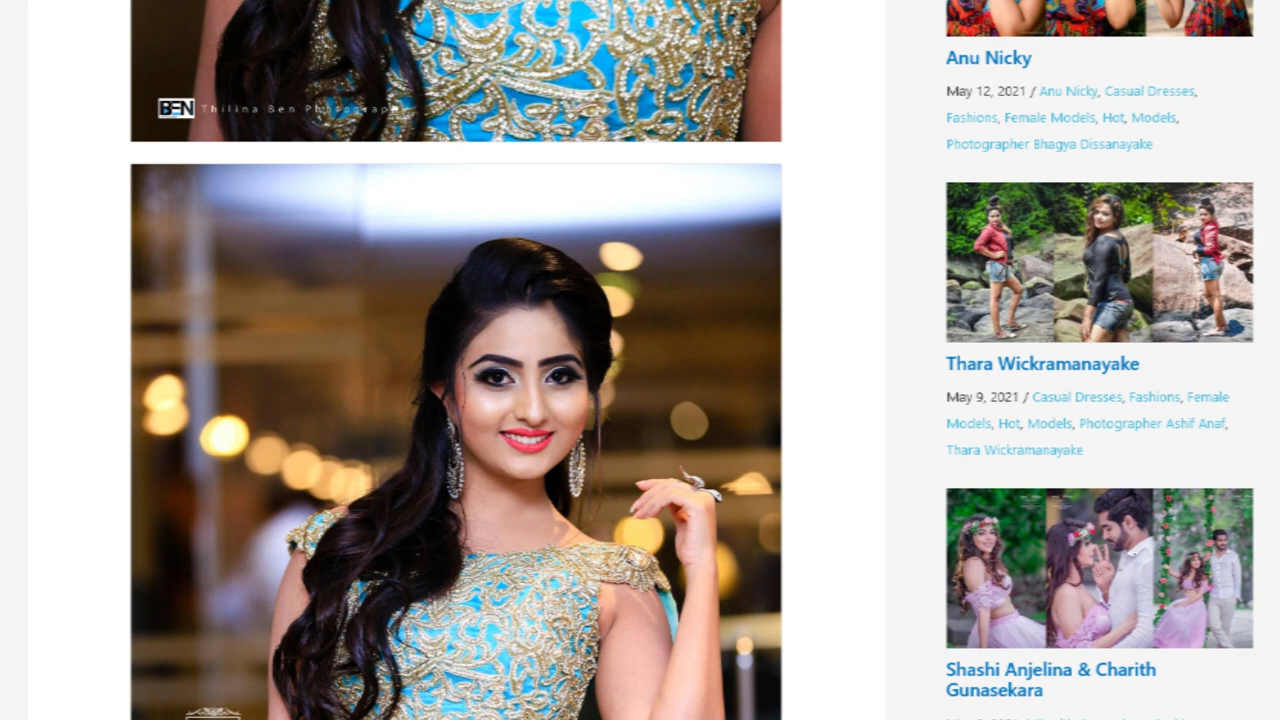 BEN Thilina Ben Photography
Anu Nicky
May 12, 2021 / Anu Nicky, Casual Dresses,
Fashions, Female Models, Hot, Models,
Photographer Bhagya Dissanayake
Thara Wickramanayake
May 9, 2021 / Casual Dresses, Fashions, Female
Models, Hot, Models, Photographer Ashif Anaf,
Thara Wickramanayake
Shashi Anjelina & Charith
Gunasekara